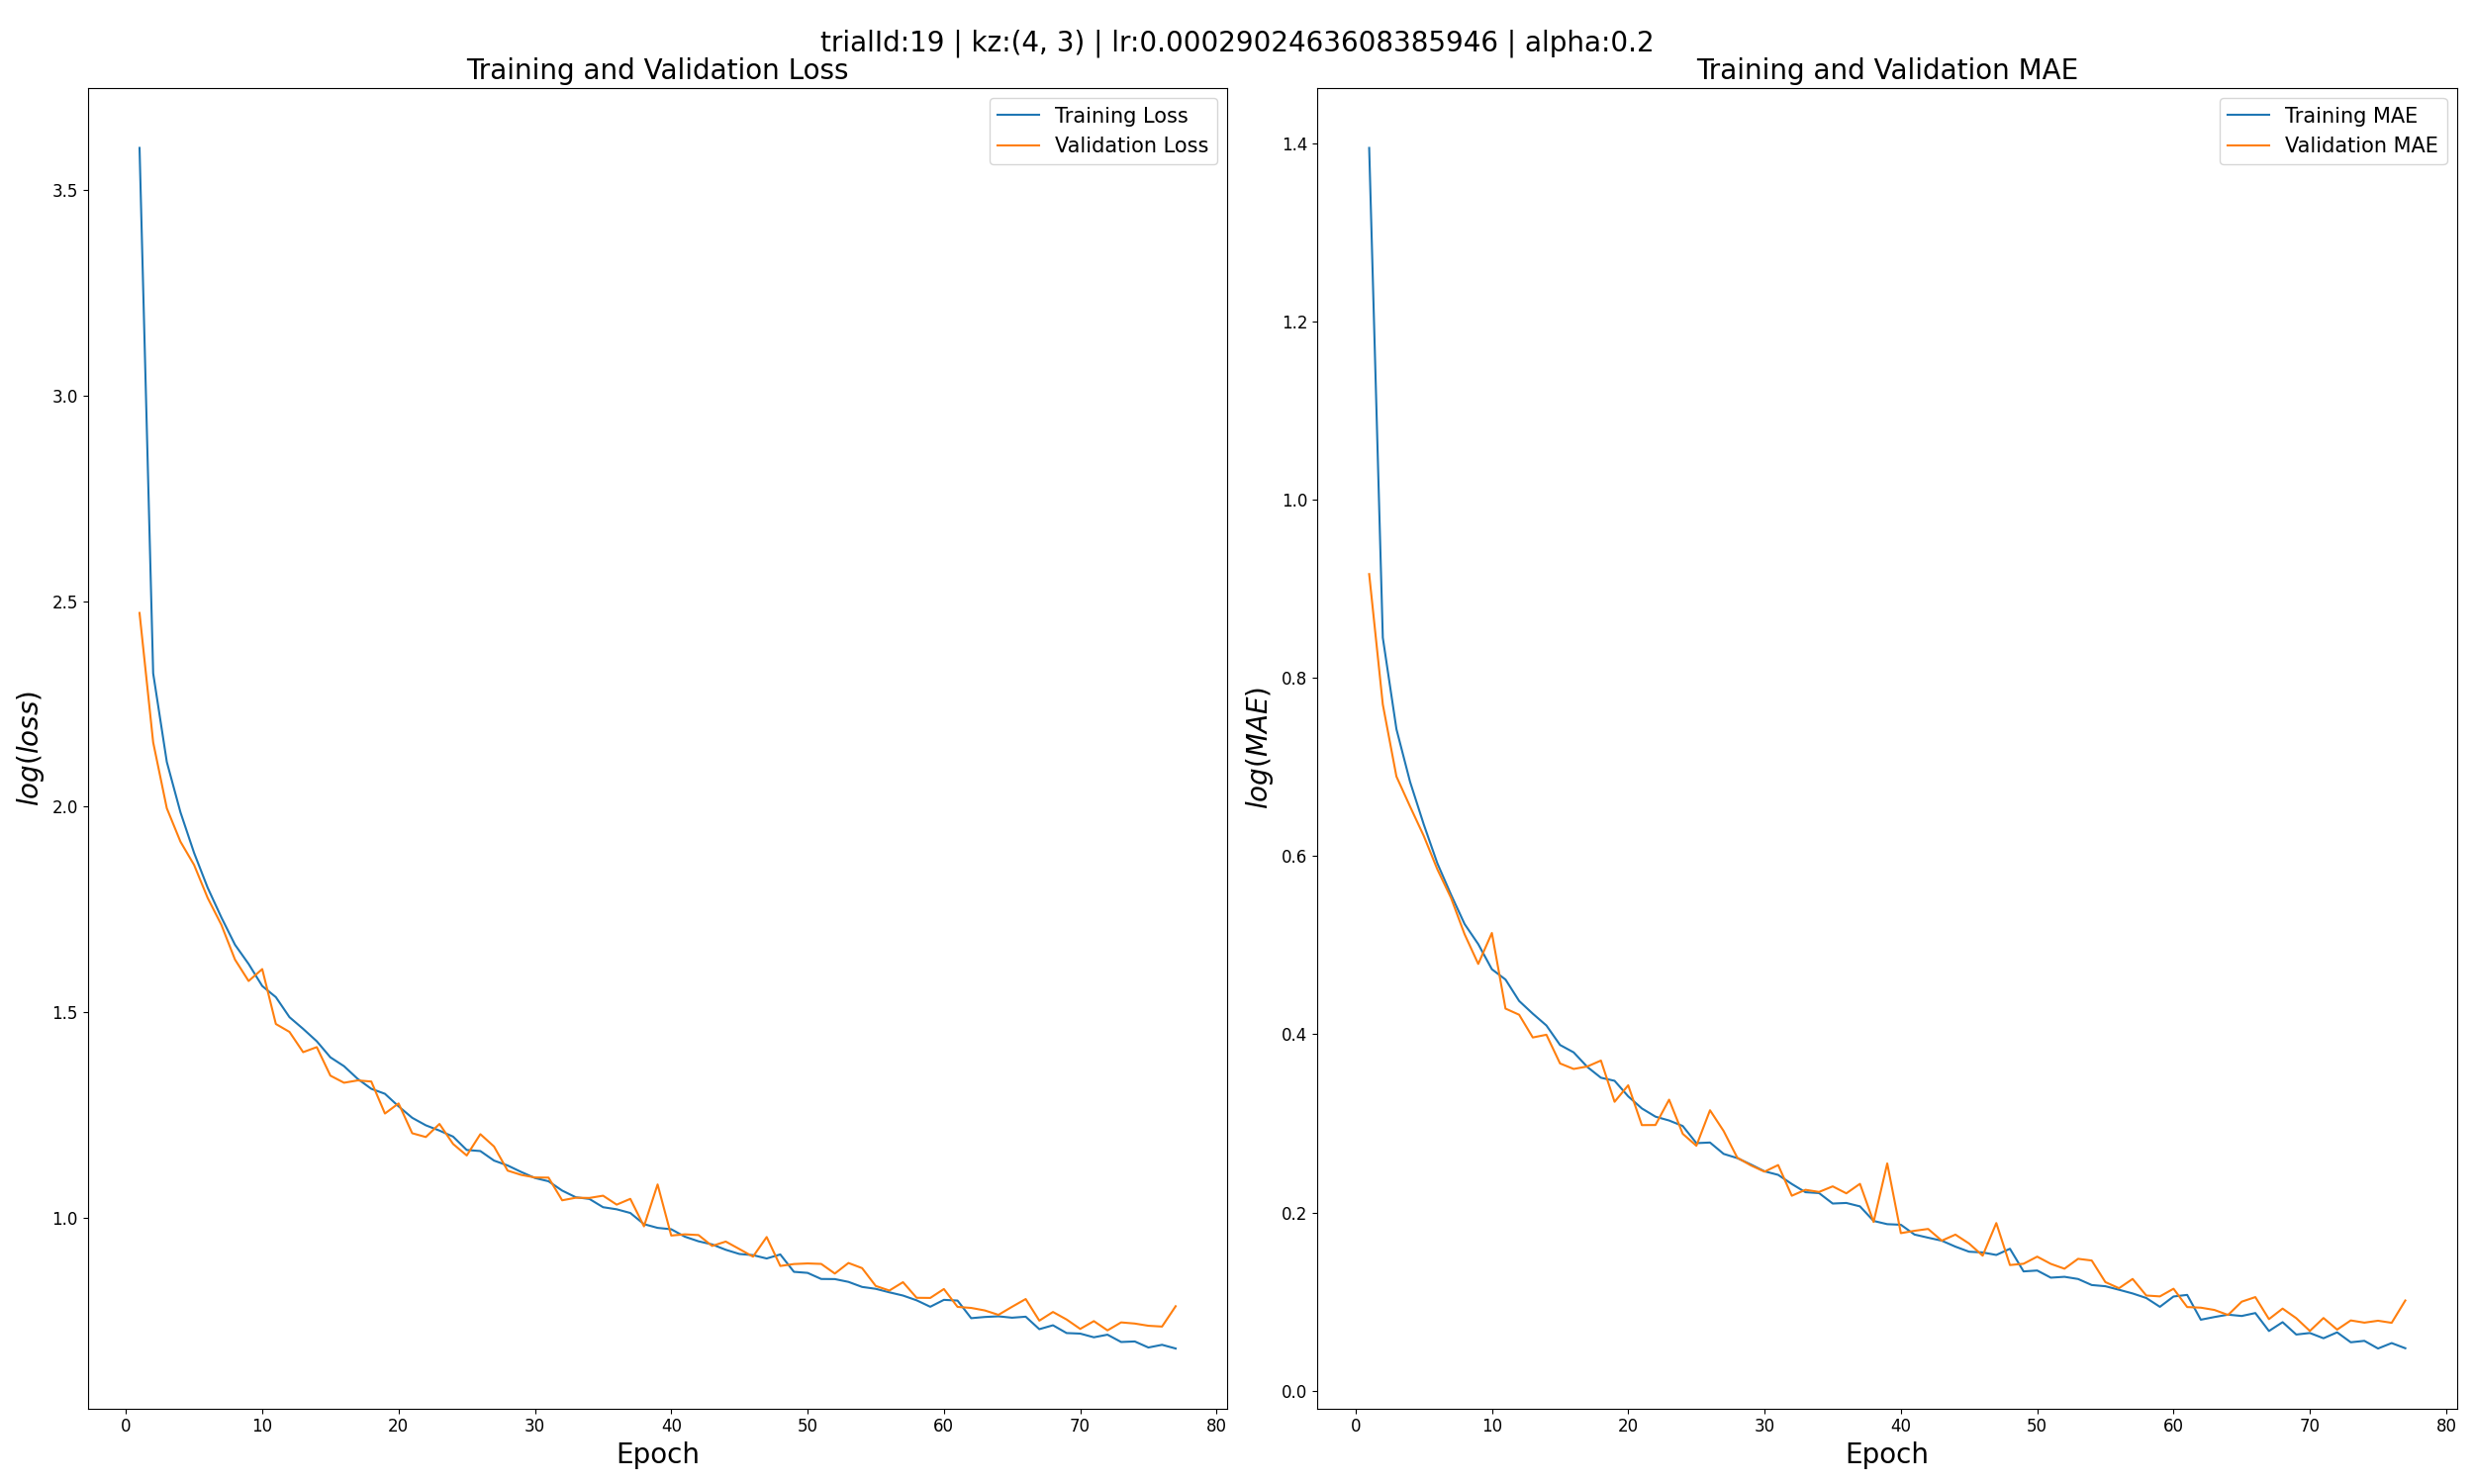 trialId:19 | kz:(4, 3) | lr:0.0002902463608385946 | alpha:0.2
Training and Validation Loss
Training Loss
Validation Loss
3.5
3.0
2.5
2.0
1.5
1.0
log(loss)
0 10 20 30 40 50 60 70 80
Epoch
Training and Validation MAE
Training MAE
Validation MAE
1.4
1.2
1.0
0.8
0.6
0.4
0.2
0.0
log(MAE)
0 10 20 30 40 50 60 70 80
Epoch